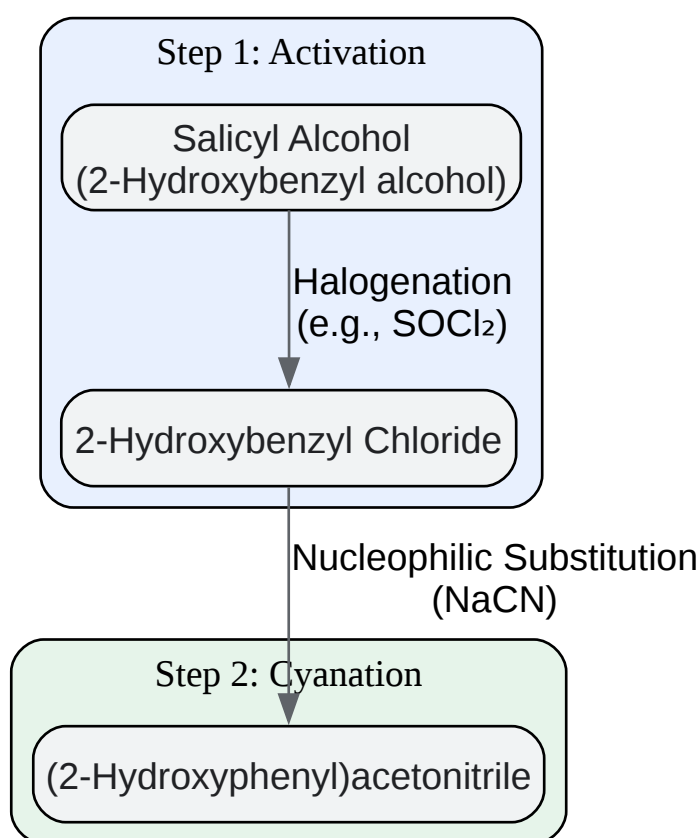 Step 1: Activation
Salicyl Alcohol
(2-Hydroxybenzyl alcohol)
Halogenation
(e.g., SOCl₂)
2-Hydroxybenzyl Chloride
Nucleophilic Substitution
(NaCN)
Step 2: Cyanation
(2-Hydroxyphenyl)acetonitrile